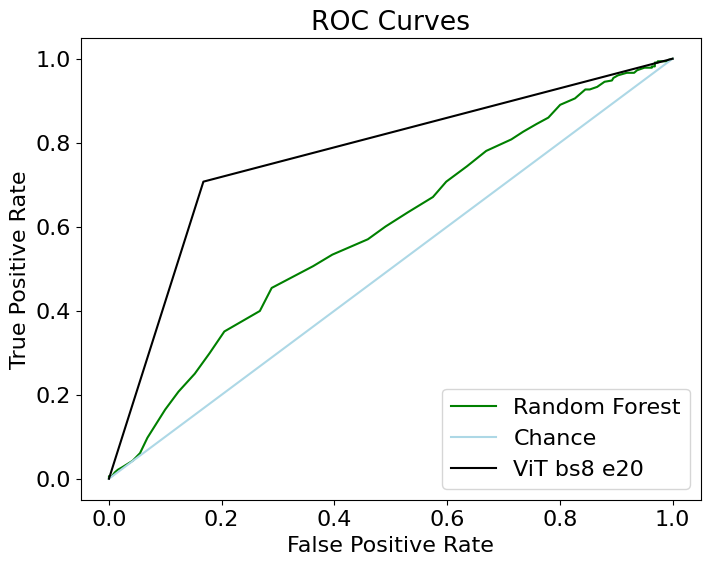 ROC Curves
True Positive Rate
1.0
0.8
0.6
0.4
0.2
0.0
Random Forest
Chance
ViT bs8 e20
0.0 0.2 0.4 0.6 0.8 1.0
False Positive Rate